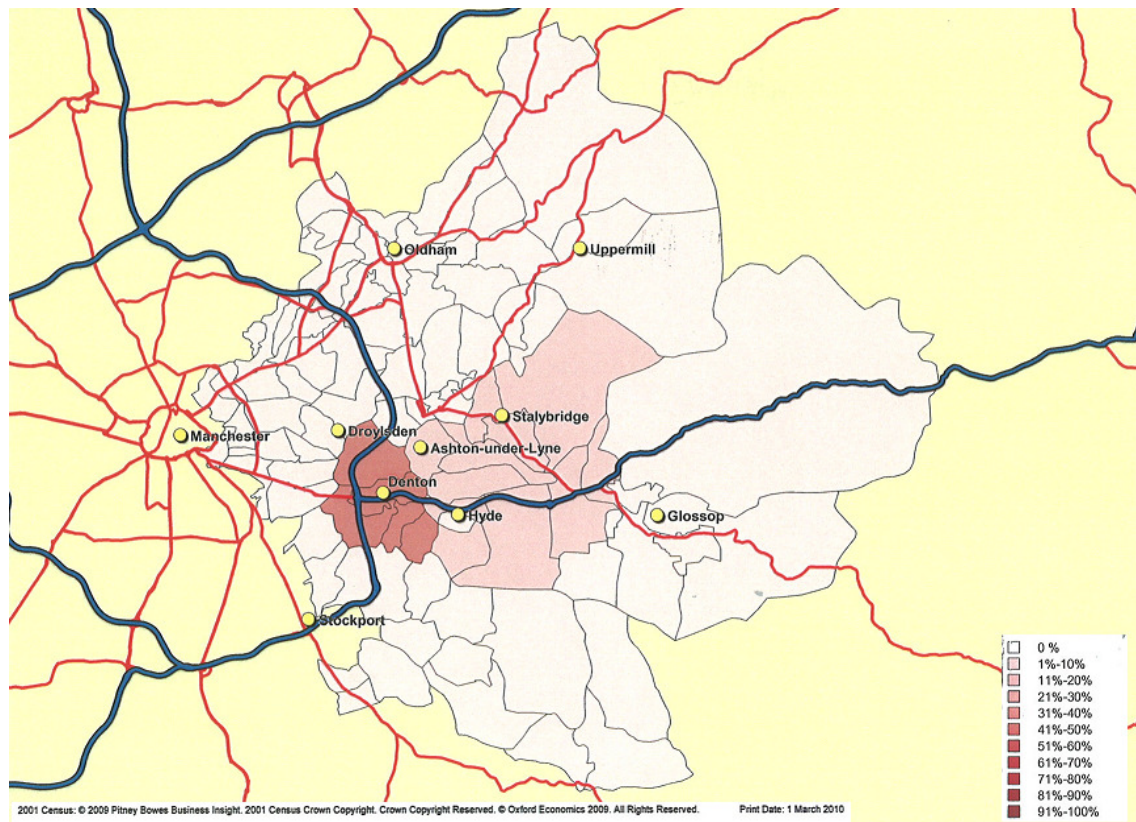 Oldham
Uppermill
Stalybridge
Droylsden
Manchester
Ashton-under-Lyne
Denton
Hyde
Glossop
Stockport
0 %
1%-10%
11%-20%
21%-30%
31%-40%
41%-50%
51%-60%
61%-70%
71%-80%
81%-90%
91%-100%
2001 Census: © 2009 Pitney Bowes Business Insight. 2001 Census Crown Copyright. Crown Copyright Reserved. © Oxford Economics 2009. All Rights Reserved. Print Date: 1 March 2010